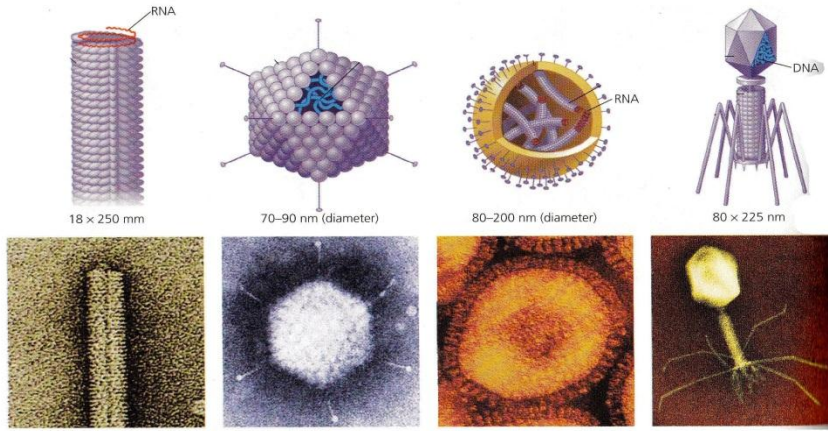 RNA
DNA
RNA
18 × 250 mm
70–90 nm (diameter)
80–200 nm (diameter)
80 × 225 nm